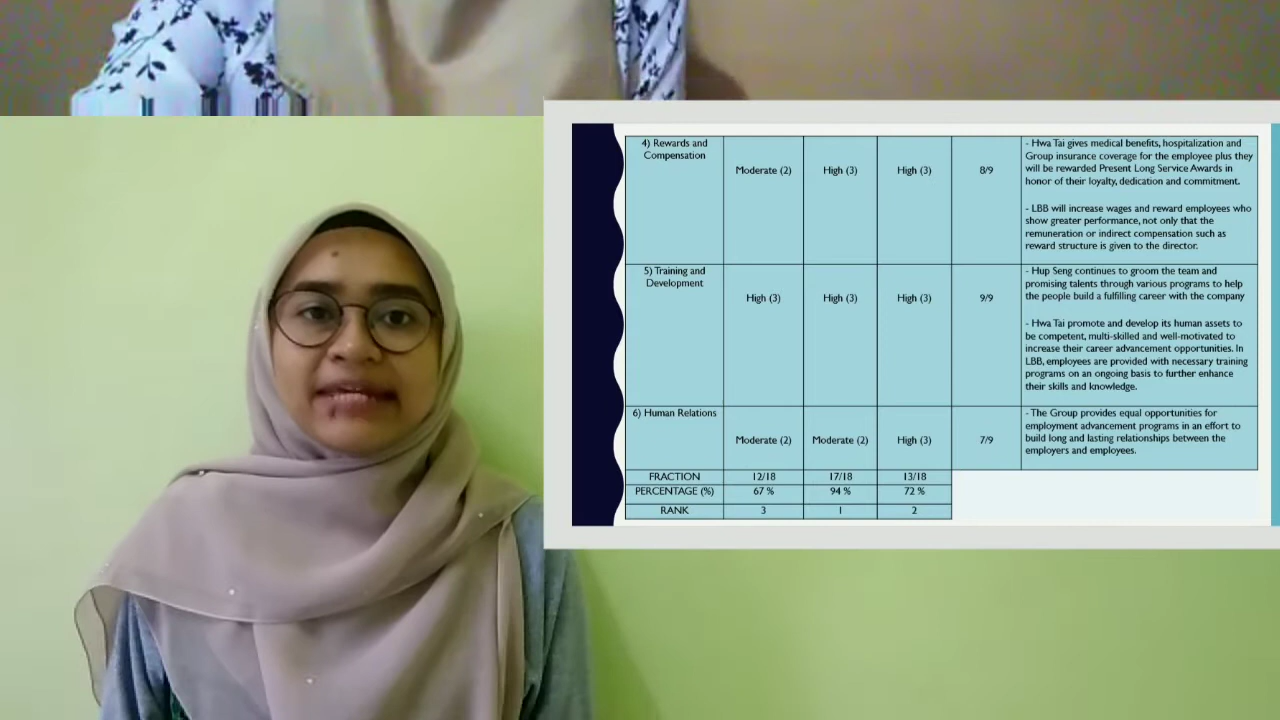 4) Rewards and
Compensation
Moderate (2)
High (3)
High (3)
8/9
- Hwa Tai gives medical benefits, hospitalization and
Group insurance coverage for the employee plus they
will be rewarded Present Long Service Awards in
honor of their loyalty, dedication and commitment.
- LBB will increase wages and reward employees who
show greater performance, not only that the
remuneration or indirect compensation such as
reward structure is given to the director.
5) Training and
Development
High (3)
High (3)
High (3)
9/9
- Hup Seng continues to groom the team and
promising talents through various programs to help
the people build a fulfilling career with the company
- Hwa Tai promote and develop its human assets to
be competent, multi-skilled and well-motivated to
increase their career advancement opportunities. In
LBB, employees are provided with necessary training
programs on an ongoing basis to further enhance
their skills and knowledge.
6) Human Relations
Moderate (2)
Moderate (2)
High (3)
7/9
- The Group provides equal opportunities for
employment advancement programs in an effort to
build long and lasting relationships between the
employers and employees.
FRACTION 12/18 17/18 13/18
PERCENTAGE (%) 67 % 94 % 72 %
RANK 3 1 2